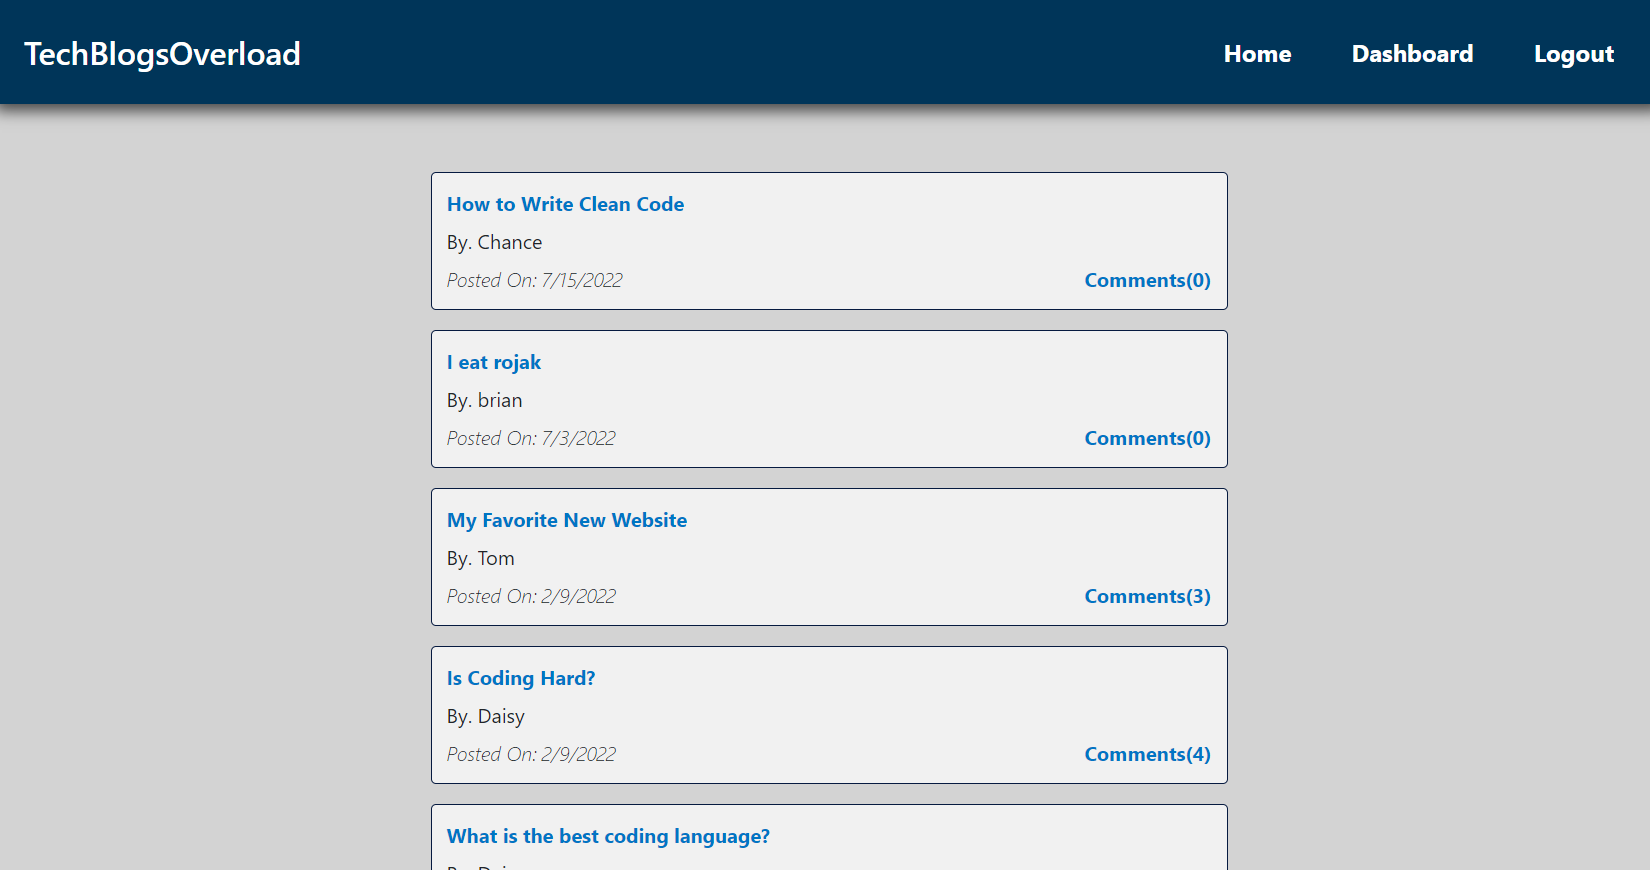 TechBlogsOverload
Home Dashboard Logout
How to Write Clean Code
By. Chance
Posted On: 7/15/2022 Comments(0)
I eat rojak
By. brian
Posted On: 7/3/2022 Comments(0)
My Favorite New Website
By. Tom
Posted On: 2/9/2022 Comments(3)
Is Coding Hard?
By. Daisy
Posted On: 2/9/2022 Comments(4)
What is the best coding language?